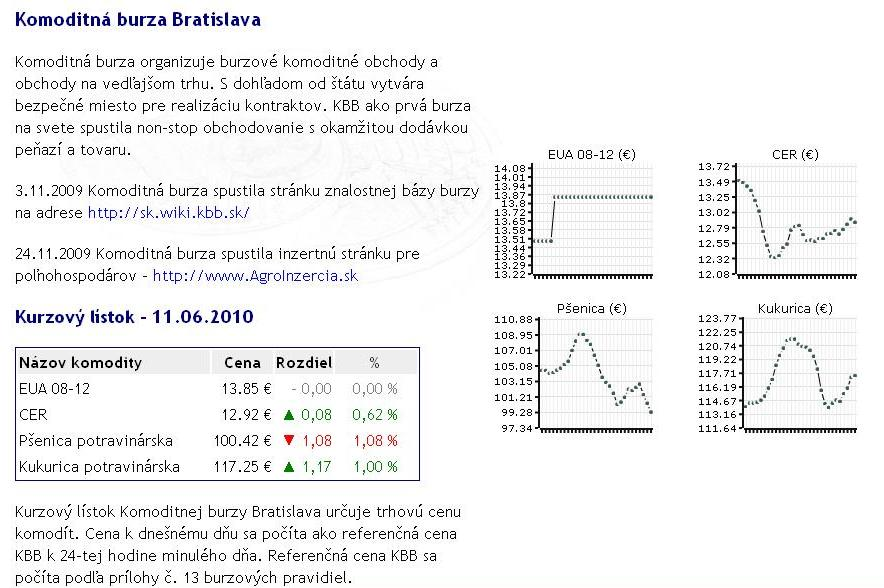 Komoditná burza Bratislava
Komoditná burza organizuje burzové komoditné obchody a
obchody na vedľajšom trhu. S dohľadom od štátu vytvára
bezpečné miesto pre realizáciu kontraktov. KBB ako prvá burza
na svete spustila non-stop obchodovanie s okamžitou dodávkou
peňazí a tovaru.
3.11.2009 Komoditná burza spustila stránku znalostnej bázy burzy
na adrese http://sk.wiki.kbb.sk/
24.11.2009 Komoditná burza spustila inzertnú stránku pre
poľnohospodárov - http://www.AgroInzercia.sk
Kurzový lístok - 11.06.2010
Názov komodity Cena Rozdiel %
EUA 08-12 13.85 € - 0,00 0,00 %
CER 12.92 € ▲ 0,08 0,62 %
Pšenica potravinárska 100.42 € ▼ 1,08 1,08 %
Kukurica potravinárska 117.25 € ▲ 1,17 1,00 %
Kurzový lístok Komoditnej burzy Bratislava určuje trhovú cenu
komodít. Cena k dnešnému dňu sa počíta ako referenčná cena
KBB k 24-tej hodine minulého dňa. Referenčná cena KBB sa
počíta podľa prílohy č. 13 burzových pravidiel.
EUA 08-12 (€)
14.08
14.01
13.94
13.87
13.8
13.72
13.65
13.58
13.51
13.44
13.36
13.29
13.22
CER (€)
13.72
13.49
13.25
13.02
12.79
12.55
12.32
12.08
Pšenica (€)
110.88
108.95
107.01
105.08
103.15
101.21
99.28
97.34
Kukurica (€)
123.77
122.25
120.74
119.22
117.71
116.19
114.67
113.16
111.64